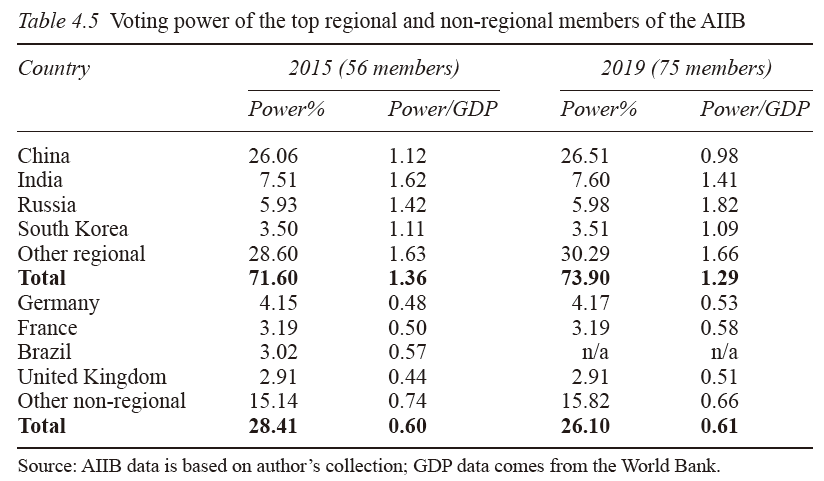 Table 4.5 Voting power of the top regional and non-regional members of the AIIB
Country 2015 (56 members) 2019 (75 members)
Power% Power/GDP Power% Power/GDP
China 26.06 1.12 26.51 0.98
India 7.51 1.62 7.60 1.41
Russia 5.93 1.42 5.98 1.82
South Korea 3.50 1.11 3.51 1.09
Other regional 28.60 1.63 30.29 1.66
Total 71.60 1.36 73.90 1.29
Germany 4.15 0.48 4.17 0.53
France 3.19 0.50 3.19 0.58
Brazil 3.02 0.57 n/a n/a
United Kingdom 2.91 0.44 2.91 0.51
Other non-regional 15.14 0.74 15.82 0.66
Total 28.41 0.60 26.10 0.61
Source: AIIB data is based on author’s collection; GDP data comes from the World Bank.